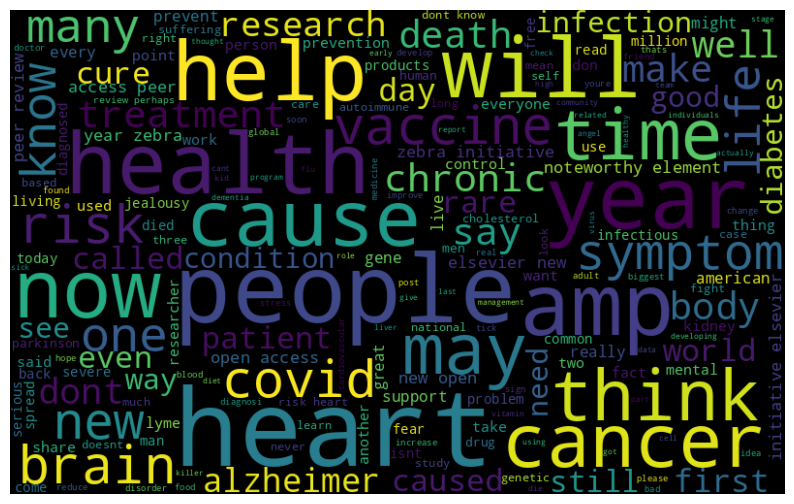 many
prevent
suffering
right
doctor
thought
research
prevention
death
dont know
early
develop
check
infection
free
million
read
might
stage
well
every
point
person
cure
help
will
products
mean
don
friend
thats
make
access peer
review perhaps
day
human
self
high
youre
know
peer review
diagnosed
treatment
care
autoimmune
everyone
long
community
team
good
life
year zebra
work
global
soon
vaccine
report
use
related
angel
individuals
healthy
actually
time
diabetes
based
health
cant
kid
program
flu
zebra initiative
medicine
improve
control
noteworthy element
living
found
used
jealousy
chronic
rare
virus
change
year
risk
died
three
dementia
cause
live
cholesterol
say
men
real
look
infectious
case
thing
today
called
condition
role
gene
elsevier new
want
adult
biggest
symptom
american
sick
now
people
post
give
last
management
amp
fight
body
see
one
researcher
stress
liver
tick
national
common
kidney
developing
parkinson
patient
great
may
really
data
world
initiative elsevier
said
hope
even
open access
blood
diet
cardiovascular
new open
need
two
fact
mental
back
severe
way
covid
support
problem
sign
think
serious
spread
dont
much
lyme
diagnosi
risk heart
another
heart
take
vitamin
part
new
share
doesnt
man
learn
never
fear
isnt
increase
drug
cell
using
got
idea
cancer
brain
killer
alzheimer
caused
study
genetic
please
still
first
come
reduce
disorder
food
die
bad